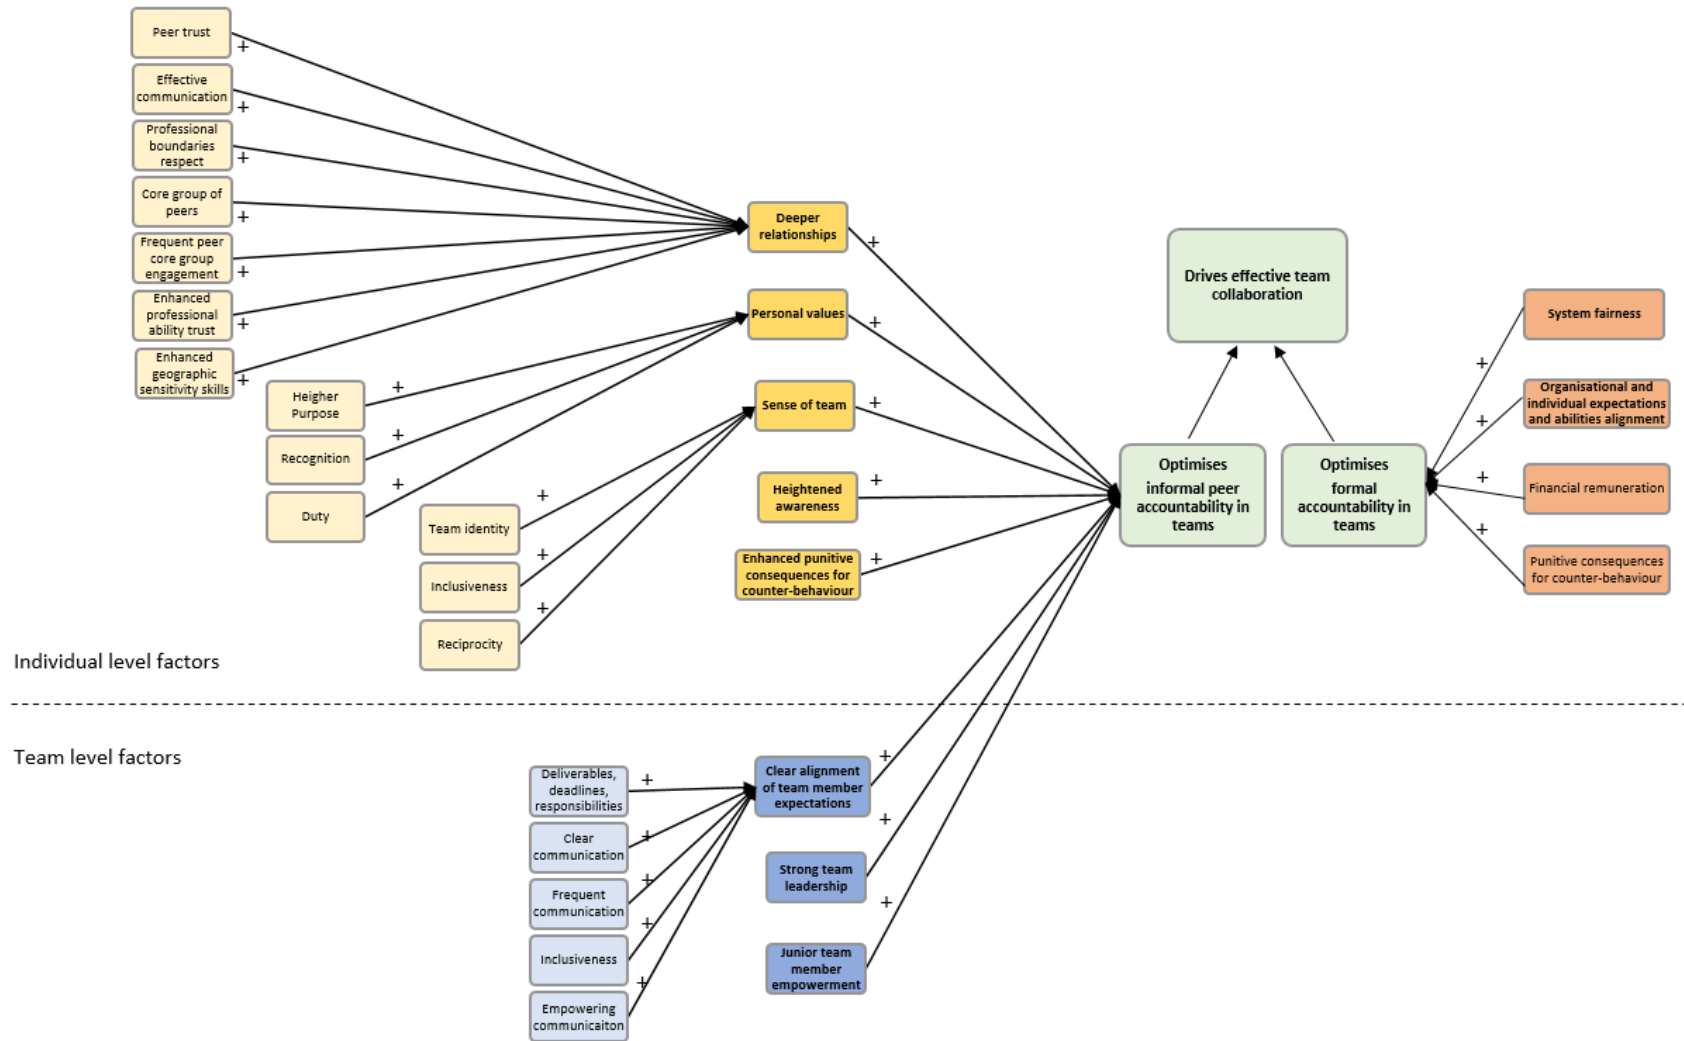 Peer trust
+
Effective
communication
+
Professional
boundaries
respect
+
Core group of
peers
+
Frequent peer
core group
engagement
+
Enhanced
professional
ability trust
+
Enhanced
geographic
sensitivity skills
+
Heigher
Purpose
+
Recognition
+
Duty
+
Team identity
+
Inclusiveness
+
Reciprocity
+
Deeper
relationships
+
Personal values
+
Sense of team
+
Heightened
awareness
+
Enhanced punitive
consequences for
counter-behaviour
+
Drives effective team
collaboration
Optimises
informal peer
accountability in
teams
Optimises
formal
accountability in
teams
System fairness
+
Organisational and
individual expectations
and abilities alignment
+
Financial remuneration
+
Punitive consequences
for counter-behaviour
+
Individual level factors
Team level factors
Deliverables,
deadlines,
responsibilities
+
Clear
communication
+
Frequent
communication
+
Inclusiveness
+
Empowering
communicaiton
+
Clear alignment
of team member
expectations
+
Strong team
leadership
+
Junior team
member
empowerment
+